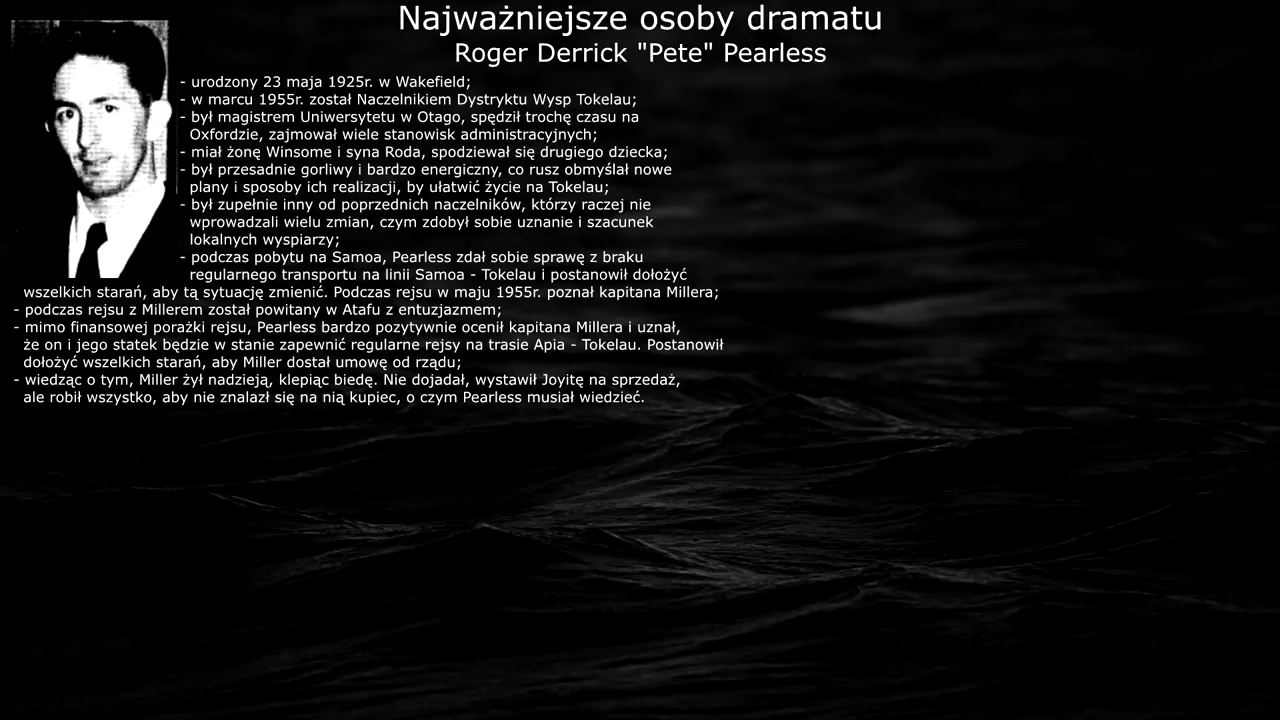 Najważniejsze osoby dramatu
Roger Derrick "Pete" Pearless
- urodzony 23 maja 1925r. w Wakefield;
- w marcu 1955r. został Naczelnikiem Dystryktu Wysp Tokelau;
- był magistrem Uniwersytetu w Otago, spędził trochę czasu na
Oxfordzie, zajmował wiele stanowisk administracyjnych;
- miał żonę Winsome i syna Roda, spodziewał się drugiego dziecka;
- był przesadnie gorliwy i bardzo energiczny, co rusz obmyślał nowe
plany i sposoby ich realizacji, by ułatwić życie na Tokelau;
- był zupełnie inny od poprzednich naczelników, którzy raczej nie
wprowadzali wielu zmian, czym zdobył sobie uznanie i szacunek
lokalnych wyspiarzy;
- podczas pobytu na Samoa, Pearless zdał sobie sprawę z braku
regularnego transportu na linii Samoa - Tokelau i postanowił dołożyć
wszelkich starań, aby tą sytuację zmienić. Podczas rejsu w maju 1955r. poznał kapitana Millera;
- podczas rejsu z Millerem został powitany w Atafu z entuzjazmem;
- mimo finansowej porażki rejsu, Pearless bardzo pozytywnie ocenił kapitana Millera i uznał,
że on i jego statek będzie w stanie zapewnić regularne rejsy na trasie Apia - Tokelau. Postanowił
dołożyć wszelkich starań, aby Miller dostał umowę od rządu;
- wiedząc o tym, Miller żył nadzieją, klepiąc biedę. Nie dojadał, wystawił Joyitę na sprzedaż,
ale robił wszystko, aby nie znalazł się na nią kupiec, o czym Pearless musiał wiedzieć.